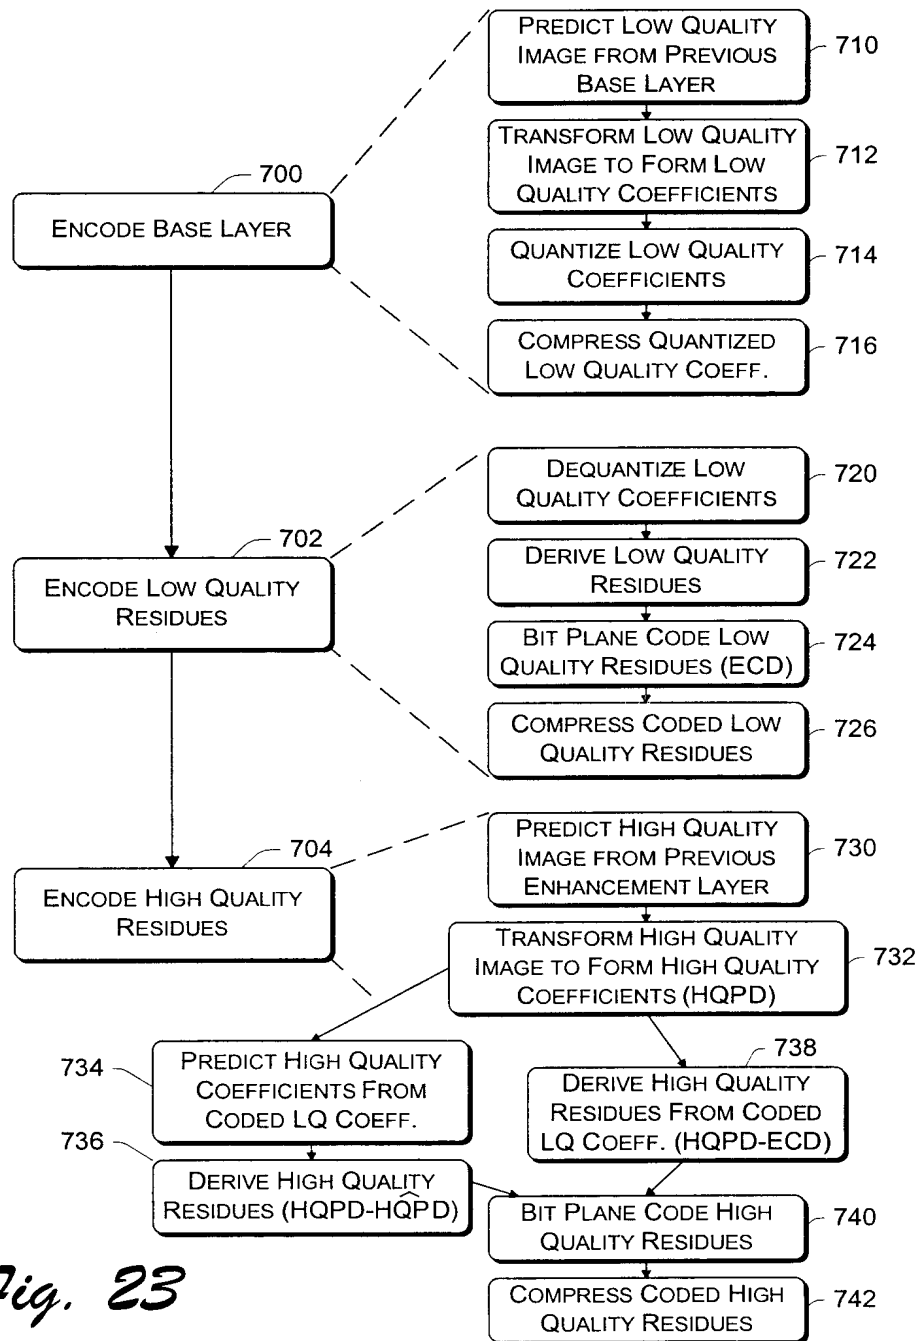 PREDICT LOW QUALITY
IMAGE FROM PREVIOUS
BASE LAYER
710
TRANSFORM LOW QUALITY
IMAGE TO FORM LOW
QUALITY COEFFICIENTS
712
700
ENCODE BASE LAYER
QUANTIZE LOW QUALITY
COEFFICIENTS
714
COMPRESS QUANTIZED
LOW QUALITY COEFF.
716
DEQUANTIZE LOW
QUALITY COEFFICIENTS
720
702
ENCODE LOW QUALITY
RESIDUES
DERIVE LOW QUALITY
RESIDUES
722
BIT PLANE CODE LOW
QUALITY RESIDUES (ECD)
724
COMPRESS CODED LOW
QUALITY RESIDUES
726
704
ENCODE HIGH QUALITY
RESIDUES
PREDICT HIGH QUALITY
IMAGE FROM PREVIOUS
ENHANCEMENT LAYER
730
TRANSFORM HIGH QUALITY
IMAGE TO FORM HIGH QUALITY
COEFFICIENTS (HQPD)
732
734
PREDICT HIGH QUALITY
COEFFICIENTS FROM
CODED LQ COEFF.
738
DERIVE HIGH QUALITY
RESIDUES FROM CODED
LQ COEFF. (HQPD-ECD)
736
DERIVE HIGH QUALITY
RESIDUES (HQPD-HQ̂PD)
BIT PLANE CODE HIGH
QUALITY RESIDUES
740
COMPRESS CODED HIGH
QUALITY RESIDUES
742
Fig. 23